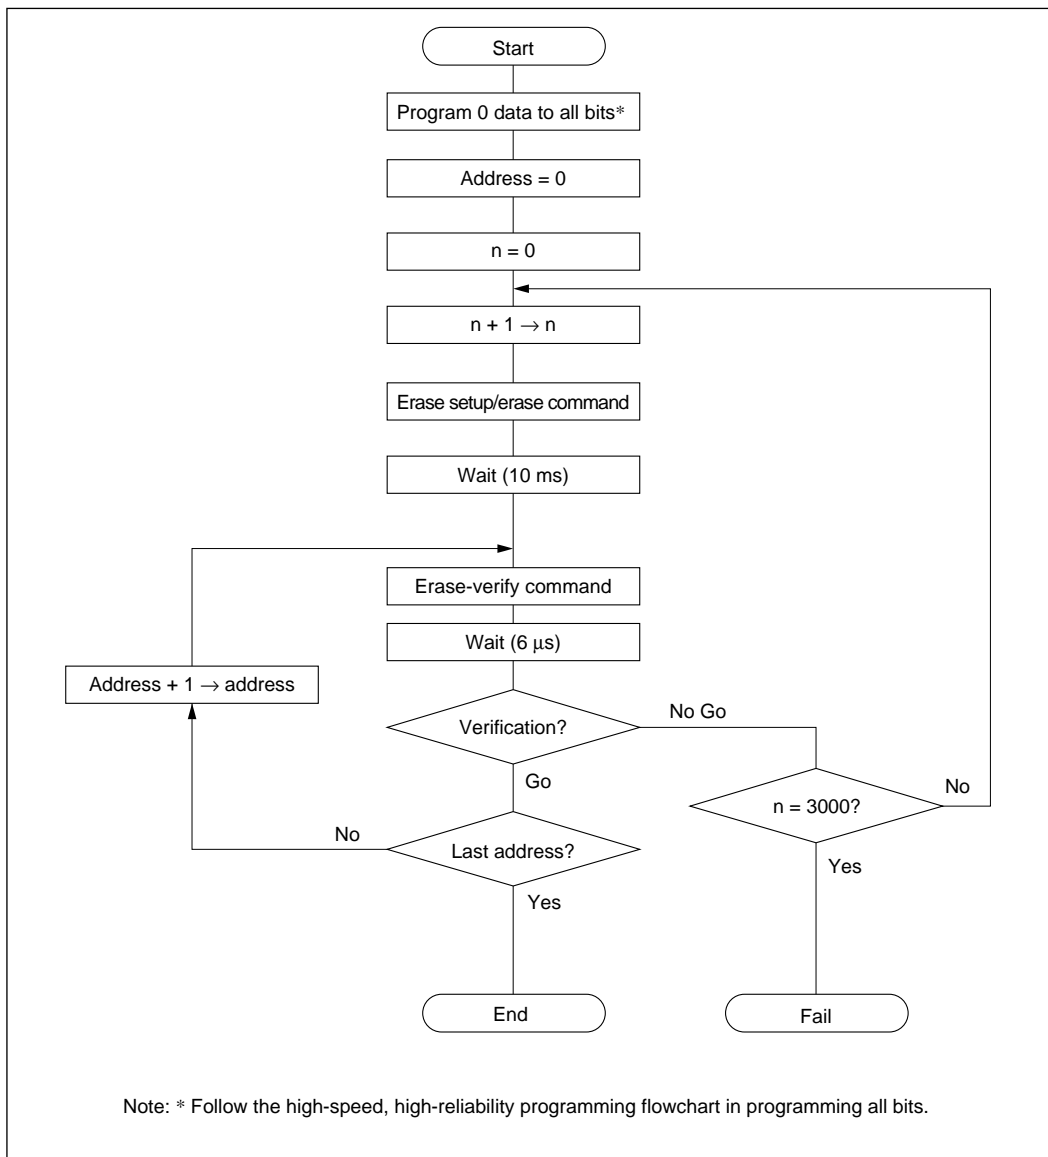 Start
Program 0 data to all bits*
Address = 0
n = 0
n + 1 → n
Erase setup/erase command
Wait (10 ms)
Erase-verify command
Wait (6 μs)
Address + 1 → address
Verification?
No Go
Go
n = 3000?
No
No
Last address?
Yes
Yes
End
Fail
Note: * Follow the high-speed, high-reliability programming flowchart in programming all bits.